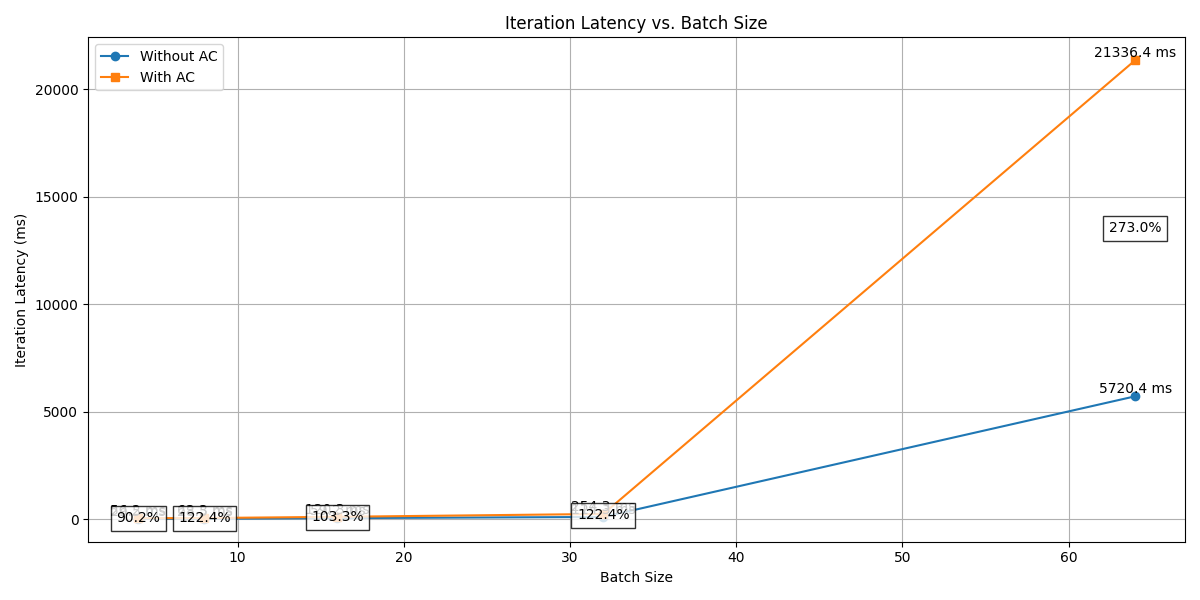 Iteration Latency vs. Batch Size
Without AC
With AC
21336.4 ms
20000
15000
273.0%
Iteration Latency (ms)
10000
5720.4 ms
5000
90.2%
122.4%
103.3%
122.4%
0
10
20
30
40
50
60
Batch Size